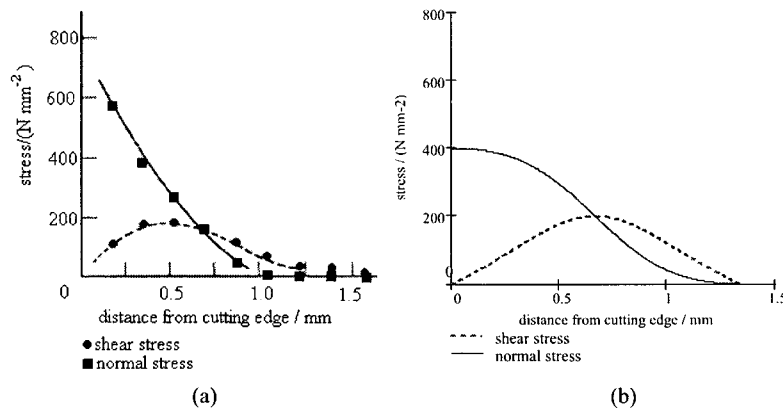 800
600
400
200
0
0.5
1.0
1.5
stress/(N mm-2)
distance from cutting edge / mm
shear stress
normal stress
(a)
800
600
400
200
0
0
0.5
1
1.5
stress / (N mm-2)
distance from cutting edge / mm
shear stress
normal stress
(b)